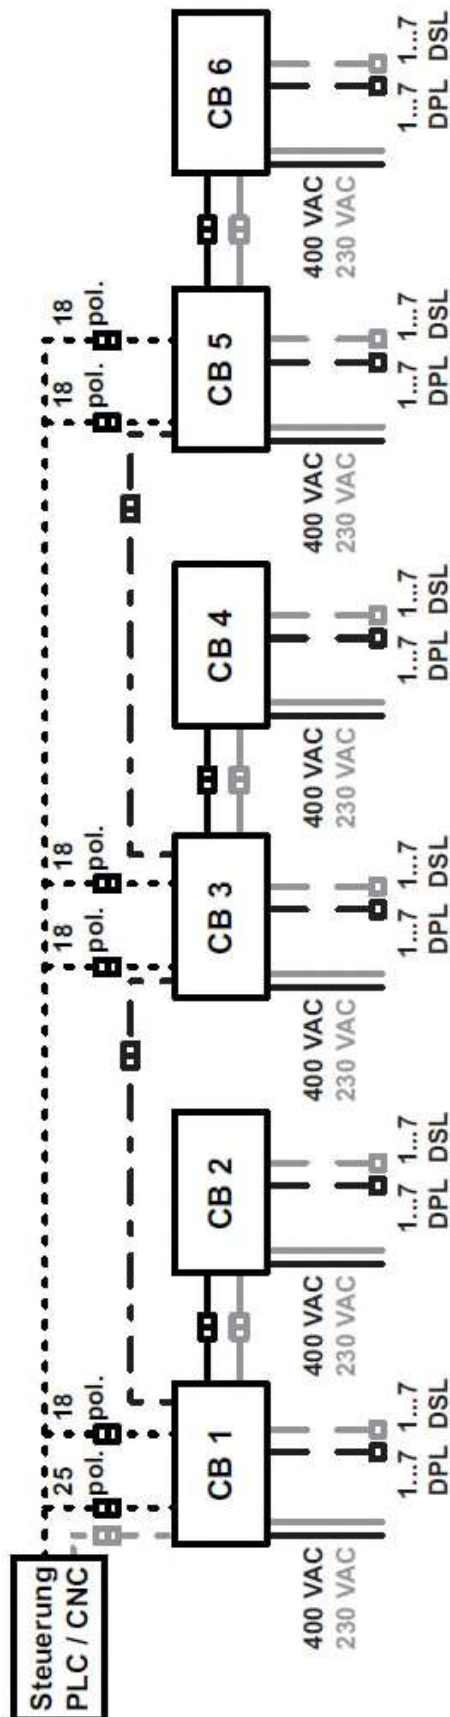 Steuerung
PLC / CNC
25
pol.
18
pol.
18
pol.
18
pol.
18
pol.
18
pol.
CB 1
CB 2
CB 3
CB 4
CB 5
CB 6
400 VAC
230 VAC
1...7 1...7
DPL DSL
400 VAC
230 VAC
1...7 1...7
DPL DSL
400 VAC
230 VAC
1...7 1...7
DPL DSL
400 VAC
230 VAC
1...7 1...7
DPL DSL
400 VAC
230 VAC
1...7 1...7
DPL DSL
400 VAC
230 VAC
1...7 1...7
DPL DSL